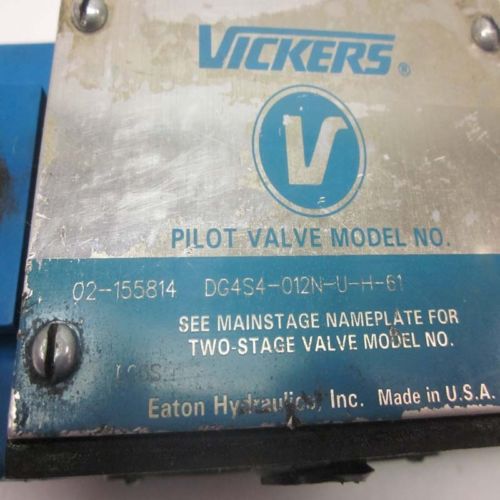 VICKERS®
V
PILOT VALVE MODEL NO.
02-155814 DG4S4-012N-U-H-61
SEE MAINSTAGE NAMEPLATE FOR
TWO-STAGE VALVE MODEL NO.
Eaton Hydraulics, Inc. Made in U.S.A.